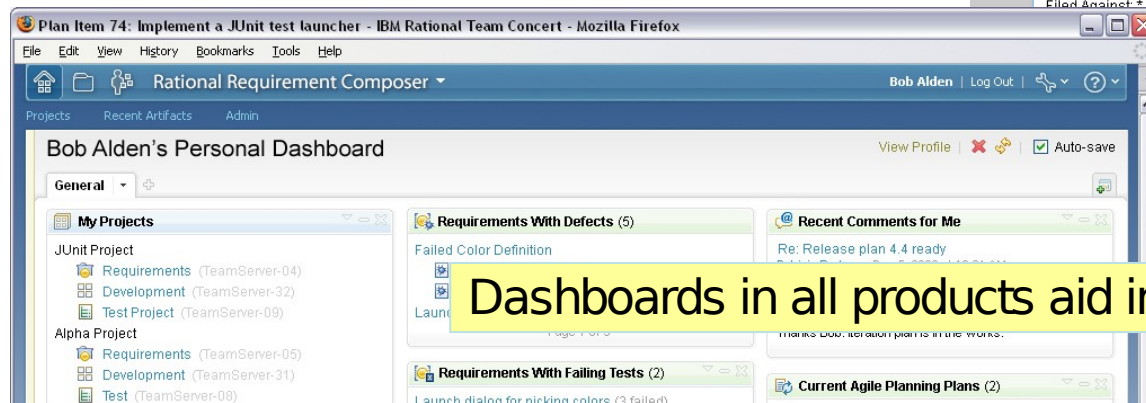 Filed Against: *
Plan Item 74: Implement a JUnit test launcher - IBM Rational Team Concert - Mozilla Firefox
File Edit View History Bookmarks Tools Help
Rational Requirement Composer
Bob Alden | Log Out |
Projects Recent Artifacts Admin
Bob Alden's Personal Dashboard
View Profile | | Auto-save
General
My Projects
JUnit Project
Requirements (TeamServer-04)
Development (TeamServer-32)
Test Project (TeamServer-09)
Alpha Project
Requirements (TeamServer-05)
Development (TeamServer-31)
Test (TeamServer-08)
Requirements With Defects (5)
Failed Color Definition
Dashboards in all products aid
Requirements With Failing Tests (2)
Launch dialog for picking colors (3 failed)
Recent Comments for Me
Re: Release plan 4.4 ready
Thanks Bob. Iteration plan is in the works.
Current Agile Planning Plans (2)